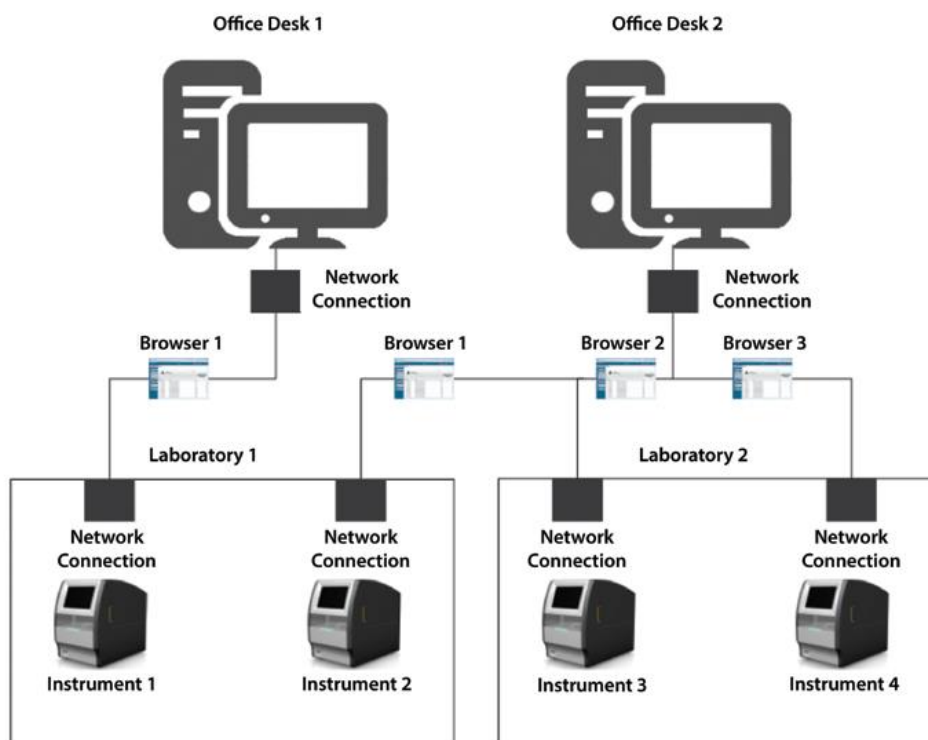 Office Desk 1
Office Desk 2
Network
Connection
Network
Connection
Browser 1
Browser 1
Browser 2
Browser 3
Laboratory 1
Laboratory 2
Network
Connection
Network
Connection
Network
Connection
Network
Connection
Instrument 1
Instrument 2
Instrument 3
Instrument 4